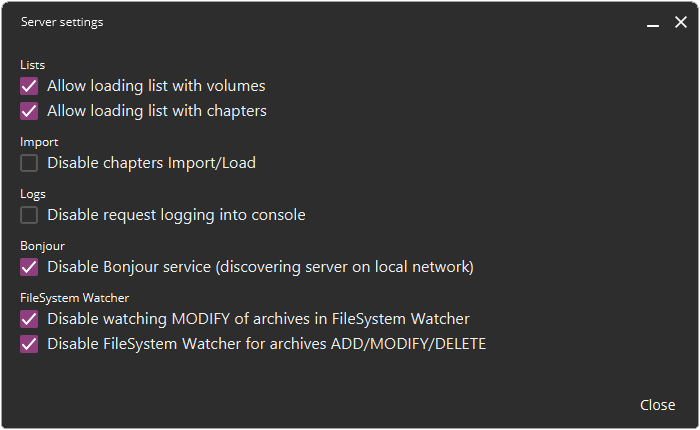 Server settings
Lists
Allow loading list with volumes
Allow loading list with chapters
Import
Disable chapters Import/Load
Logs
Disable request logging into console
Bonjour
Disable Bonjour service (discovering server on local network)
FileSystem Watcher
Disable watching MODIFY of archives in FileSystem Watcher
Disable FileSystem Watcher for archives ADD/MODIFY/DELETE
Close